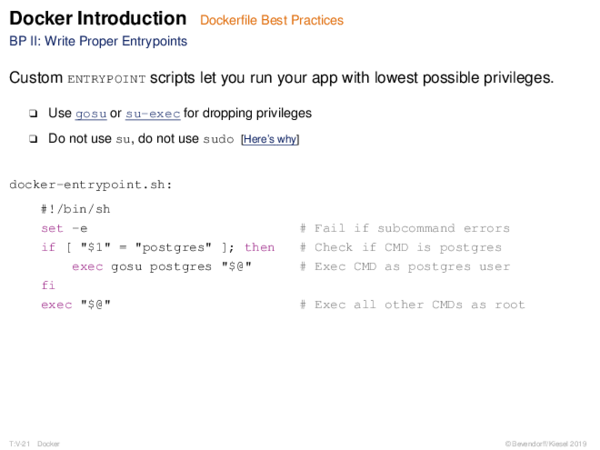 Docker Introduction Dockerfile Best Practices
BP II: Write Proper Entrypoints
Custom ENTRYPOINT scripts let you run your app with lowest possible privileges.
❑ Use gosu or su-exec for dropping privileges
❑ Do not use su, do not use sudo [Here's why]
docker-entrypoint.sh:
#!/bin/sh
set -e # Fail if subcommand errors
if [ "$1" = "postgres" ]; then # Check if CMD is postgres
exec gosu postgres "$@" # Exec CMD as postgres user
fi
exec "$@" # Exec all other CMDs as root
T:V-21 Docker © Bevendorff/Kiesel 2019